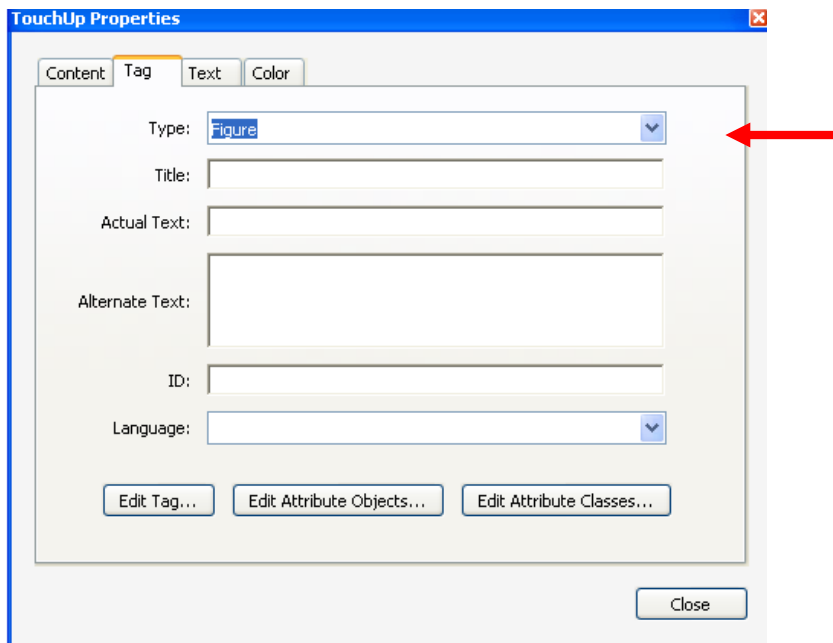 TouchUp Properties
Content Tag Text Color
Type: Figure
Title:
Actual Text:
Alternate Text:
ID:
Language:
Edit Tag... Edit Attribute Objects... Edit Attribute Classes...
Close